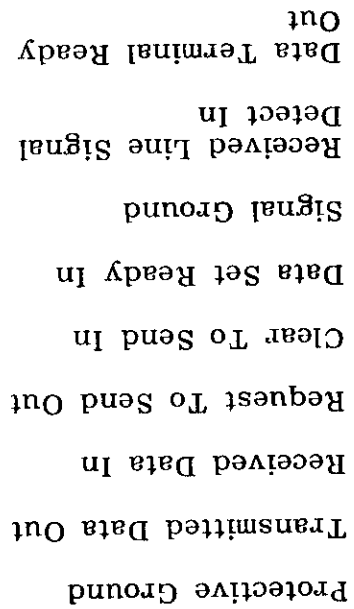 Protective Ground
Transmitted Data Out
Received Data In
Request To Send Out
Clear To Send In
Data Set Ready In
Signal Ground
Received Line Signal
Detect In
Data Terminal Ready
Out